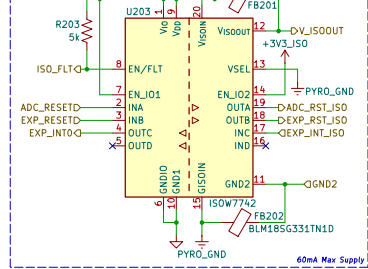 FB201
R203
5k
U203
1
9
20
VIO
VDD
VISOIN
VISOOUT
12
V_ISOOUT
+3V3_ISO
ISO_FLT
8
EN/FLT
VSEL
13
PYRO_GND
7
EN_IO1
EN_IO2
14
ADC_RESET
2
INA
OUTA
19
ADC_RST_ISO
EXP_RESET
3
INB
OUTB
18
EXP_RST_ISO
EXP_INT0
4
OUTC
INC
17
EXP_INT_ISO
5
OUTD
IND
16
GNDIO
GND1
GISOIN
GND2
11
GND2
6
10
15
ISOW7742
FB202
BLM18SG331TN1D
PYRO_GND
60mA Max Supply